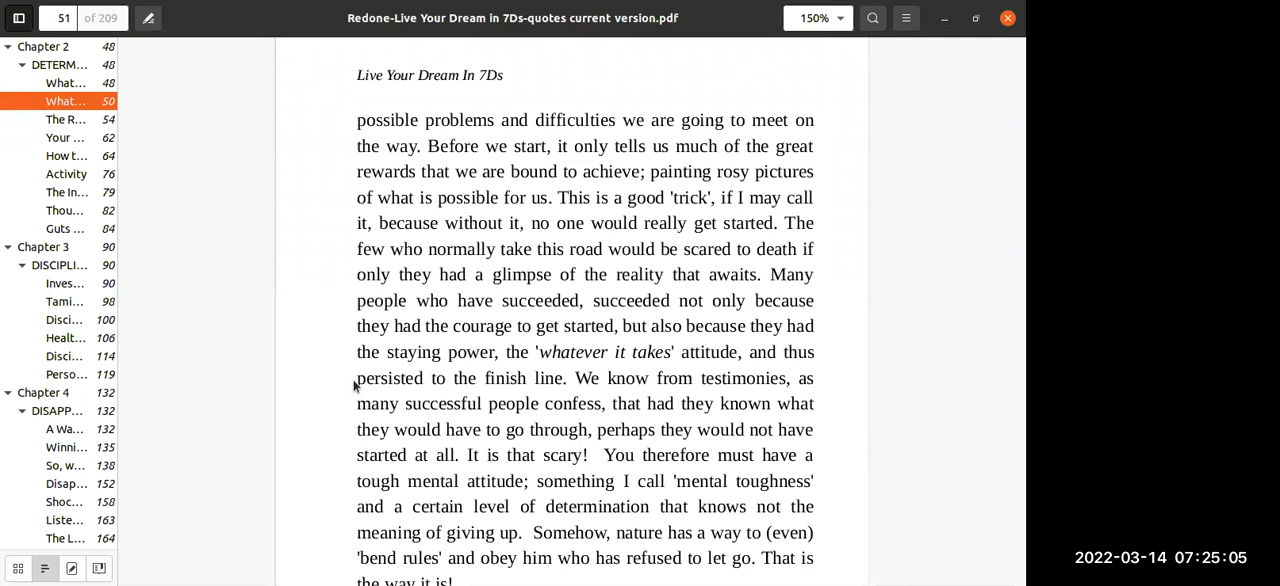 51 of 209
Redone-Live Your Dream in 7Ds-quotes current version.pdf
150%
Chapter 2 48
DETERM... 48
What... 48
What... 50
The R... 54
Your ... 62
How t... 64
Activity 76
The In... 79
Thou... 82
Guts ... 84
Chapter 3 90
DISCIPLI... 90
Inves... 90
Tami... 98
Disci... 100
Healt... 106
Disci... 114
Perso... 119
Chapter 4 132
DISAPP... 132
A Wa... 132
Winni... 135
So, w... 138
Disap... 152
Shoc... 158
Liste... 163
The L... 164
Live Your Dream In 7Ds
possible problems and difficulties we are going to meet on
the way. Before we start, it only tells us much of the great
rewards that we are bound to achieve; painting rosy pictures
of what is possible for us. This is a good 'trick', if I may call
it, because without it, no one would really get started. The
few who normally take this road would be scared to death if
only they had a glimpse of the reality that awaits. Many
people who have succeeded, succeeded not only because
they had the courage to get started, but also because they had
the staying power, the 'whatever it takes' attitude, and thus
persisted to the finish line. We know from testimonies, as
many successful people confess, that had they known what
they would have to go through, perhaps they would not have
started at all. It is that scary! You therefore must have a
tough mental attitude; something I call 'mental toughness'
and a certain level of determination that knows not the
meaning of giving up. Somehow, nature has a way to (even)
'bend rules' and obey him who has refused to let go. That is
the way it is!
2022-03-14 07:25:05